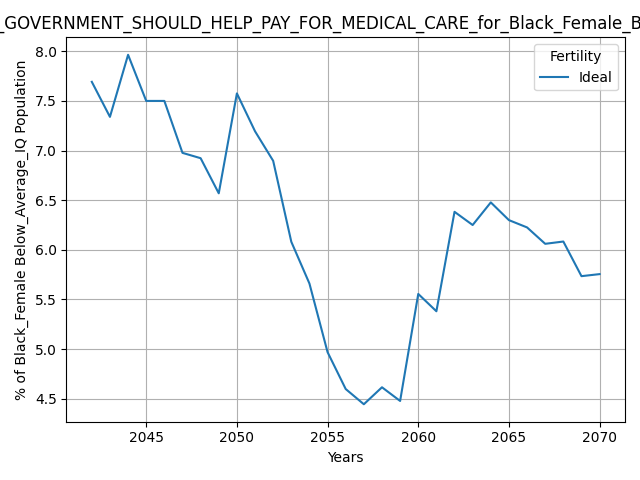 _GOVERNMENT_SHOULD_HELP_PAY_FOR_MEDICAL_CARE_for_Black_Female_B
Fertility
Ideal
% of Black_Female Below_Average_IQ Population
8.0
7.5
7.0
6.5
6.0
5.5
5.0
4.5
2045 2050 2055 2060 2065 2070
Years